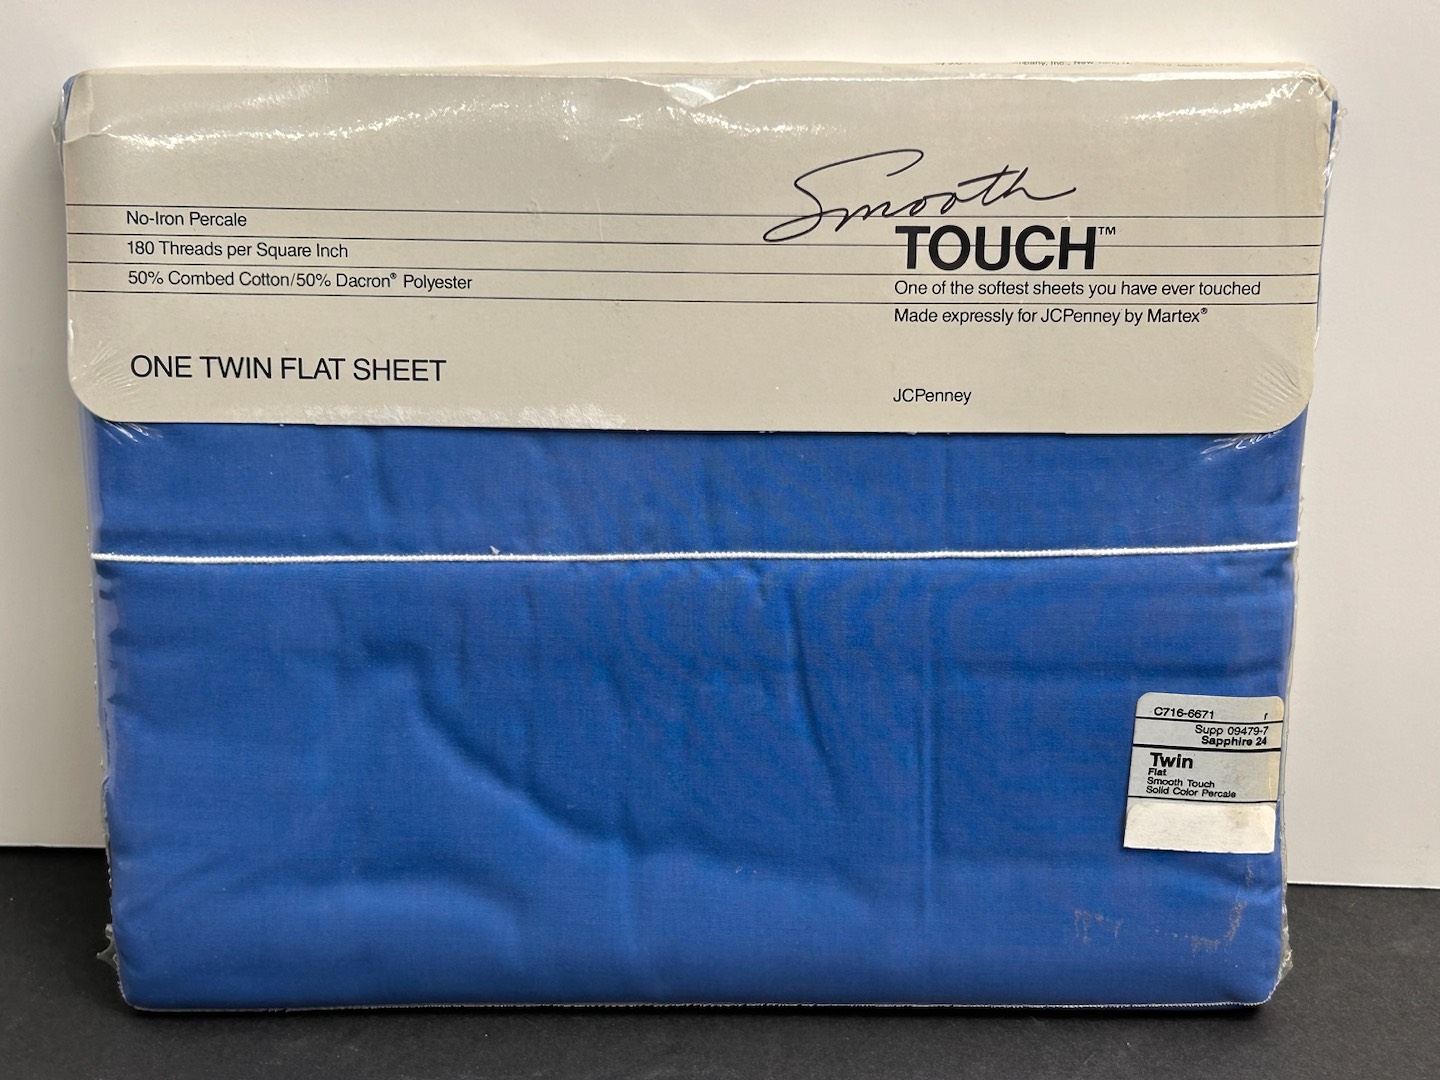 No-Iron Percale
180 Threads per Square Inch
50% Combed Cotton/50% Dacron® Polyester
ONE TWIN FLAT SHEET
Smooth
TOUCH™
One of the softest sheets you have ever touched
Made expressly for JCPenney by Martex®
JCPenney
C716-6671 r
Supp 09479-7
Sapphire 24
Twin
Flat
Smooth Touch
Solid Color Percale